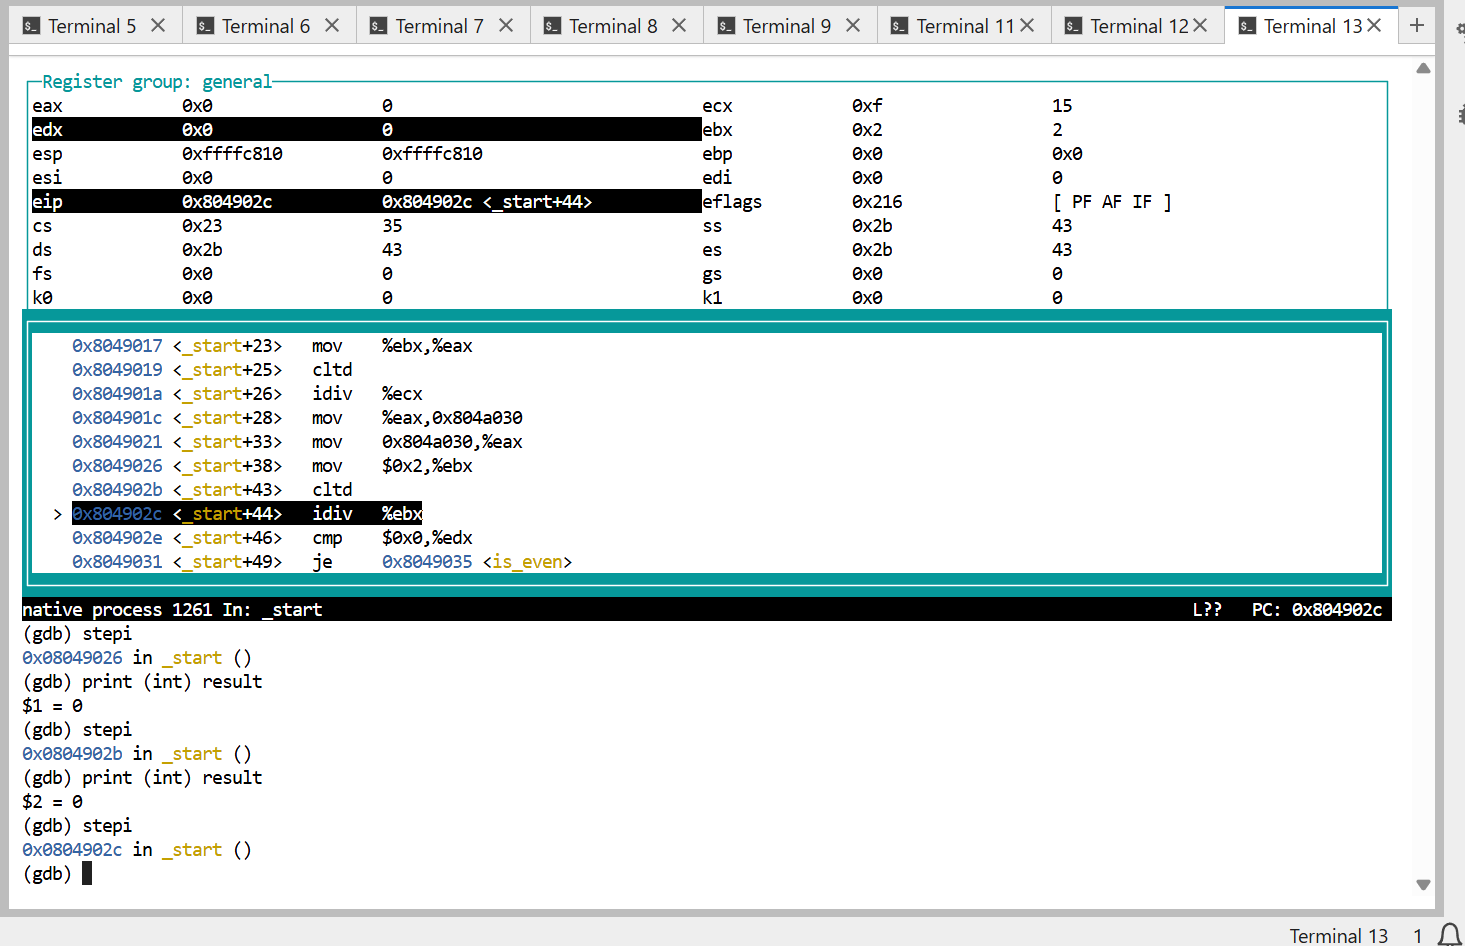 Terminal 5 Terminal 6 Terminal 7 Terminal 8 Terminal 9 Terminal 11 Terminal 12 Terminal 13
Register group: general
eax 0x0 0 ecx 0xf 15
edx 0x0 0 ebx 0x2 2
esp 0xffffc810 0xffffc810 ebp 0x0 0x0
esi 0x0 0 edi 0x0 0
eip 0x804902c 0x804902c <_start+44> eflags 0x216 [ PF AF IF ]
cs 0x23 35 ss 0x2b 43
ds 0x2b 43 es 0x2b 43
fs 0x0 0 gs 0x0 0
k0 0x0 0 k1 0x0 0
0x8049017 <_start+23> mov %ebx,%eax
0x8049019 <_start+25> cltd
0x804901a <_start+26> idiv %ecx
0x804901c <_start+28> mov %eax,0x804a030
0x8049021 <_start+33> mov 0x804a030,%eax
0x8049026 <_start+38> mov $0x2,%ebx
0x804902b <_start+43> cltd
> 0x804902c <_start+44> idiv %ebx
0x804902e <_start+46> cmp $0x0,%edx
0x8049031 <_start+49> je 0x8049035 <is_even>
native process 1261 In: _start L?? PC: 0x804902c
(gdb) stepi
0x08049026 in _start ()
(gdb) print (int) result
$1 = 0
(gdb) stepi
0x0804902b in _start ()
(gdb) print (int) result
$2 = 0
(gdb) stepi
0x0804902c in _start ()
(gdb)
Terminal 13 1